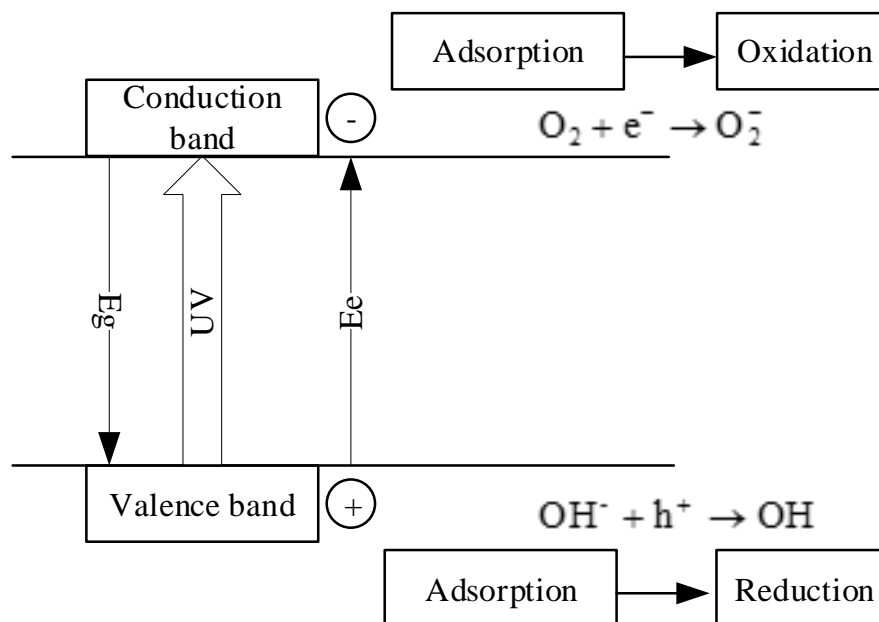 Adsorption
Oxidation
Conduction
band
-
O₂ + e⁻ → O₂⁻
Eg
UV
Ee
Valence band
+
OH⁻ + h⁺ → OH
Adsorption
Reduction